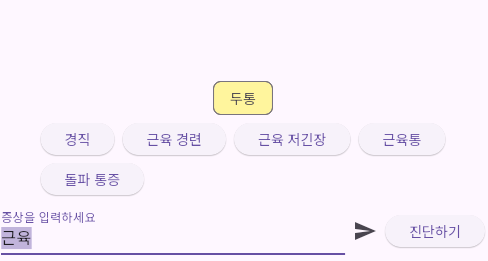 두통
경직 근육 경련 근육 저긴장 근육통
돌파 통증
증상을 입력하세요
근육 진단하기